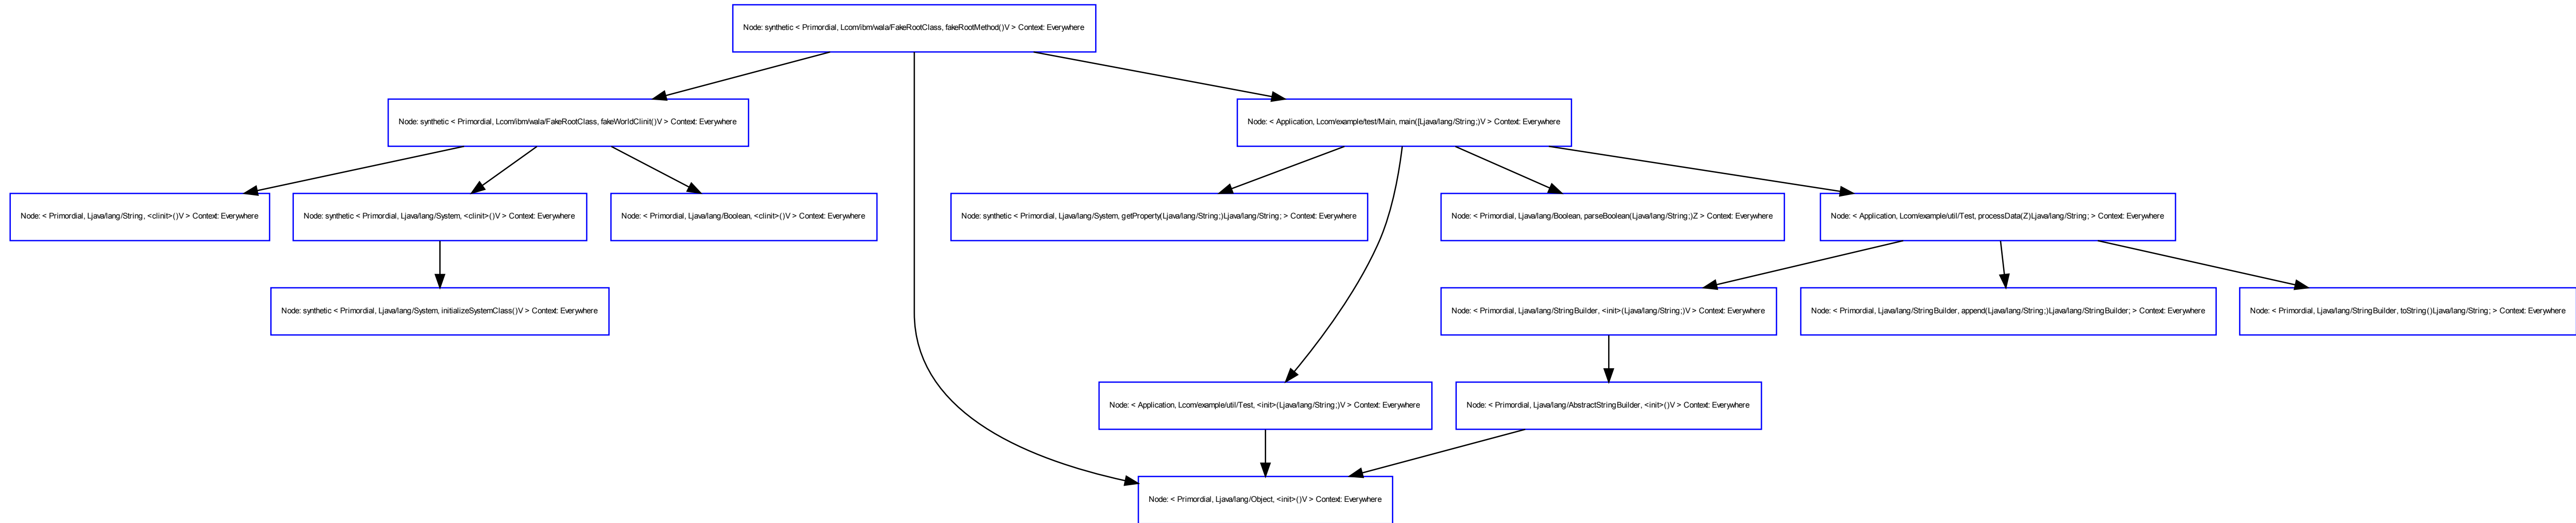 Node: synthetic < Primordial, Lcom/ibm/wala/FakeRootClass, fakeRootMethod()V > Context: Everywhere
Node: synthetic < Primordial, Lcom/ibm/wala/FakeRootClass, fakeWorldClinit()V > Context: Everywhere
Node: < Application, Lcom/example/test/Main, main([Ljava/lang/String;)V > Context: Everywhere
Node: < Primordial, Ljava/lang/String, <clinit>()V > Context: Everywhere
Node: synthetic < Primordial, Ljava/lang/System, <clinit>()V > Context: Everywhere
Node: < Primordial, Ljava/lang/Boolean, <clinit>()V > Context: Everywhere
Node: synthetic < Primordial, Ljava/lang/System, getProperty(Ljava/lang/String;)Ljava/lang/String; > Context: Everywhere
Node: < Primordial, Ljava/lang/Boolean, parseBoolean(Ljava/lang/String;)Z > Context: Everywhere
Node: < Application, Lcom/example/util/Test, processData(Z)Ljava/lang/String; > Context: Everywhere
Node: synthetic < Primordial, Ljava/lang/System, initializeSystemClass()V > Context: Everywhere
Node: < Primordial, Ljava/lang/StringBuilder, <init>(Ljava/lang/String;)V > Context: Everywhere
Node: < Primordial, Ljava/lang/StringBuilder, append(Ljava/lang/String;)Ljava/lang/StringBuilder; > Context: Everywhere
Node: < Primordial, Ljava/lang/StringBuilder, toString()Ljava/lang/String; > Context: Everywhere
Node: < Application, Lcom/example/util/Test, <init>(Ljava/lang/String;)V > Context: Everywhere
Node: < Primordial, Ljava/lang/AbstractStringBuilder, <init>()V > Context: Everywhere
Node: < Primordial, Ljava/lang/Object, <init>()V > Context: Everywhere